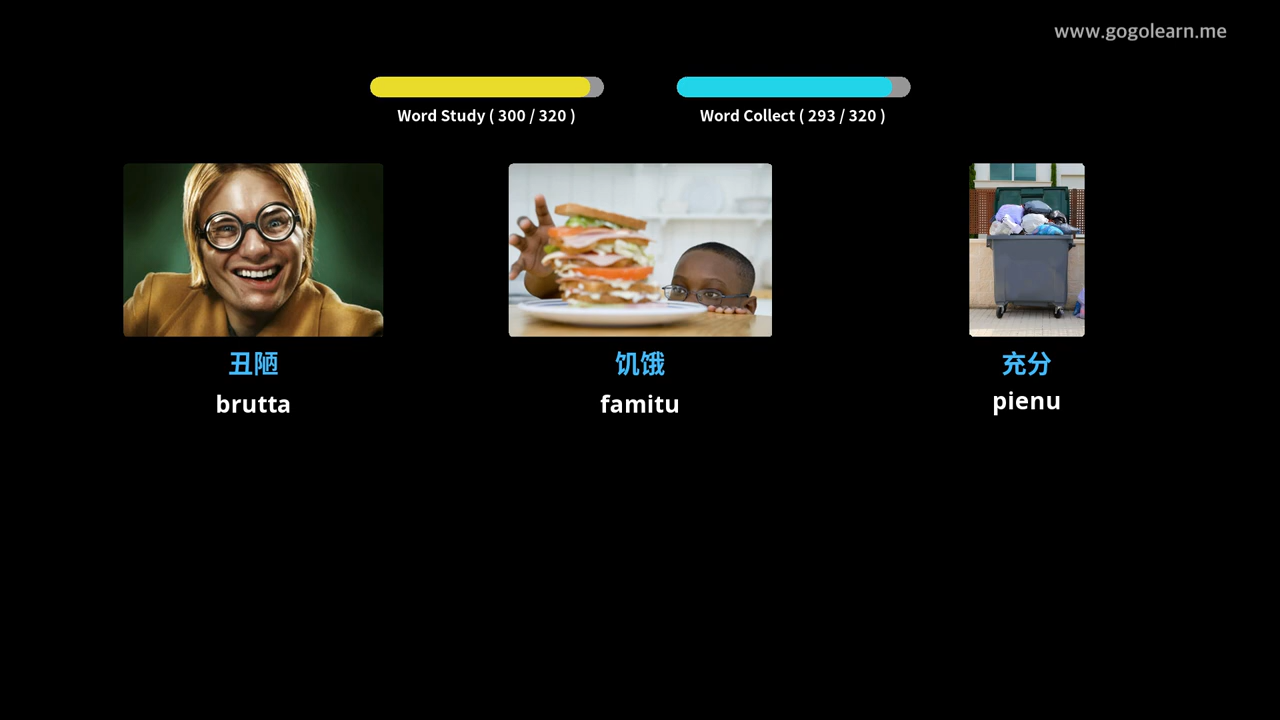 www.gogolearn.me
Word Study ( 300 / 320 )
Word Collect ( 293 / 320 )
丑陋
饥饿
充分
brutta
famitu
pienu